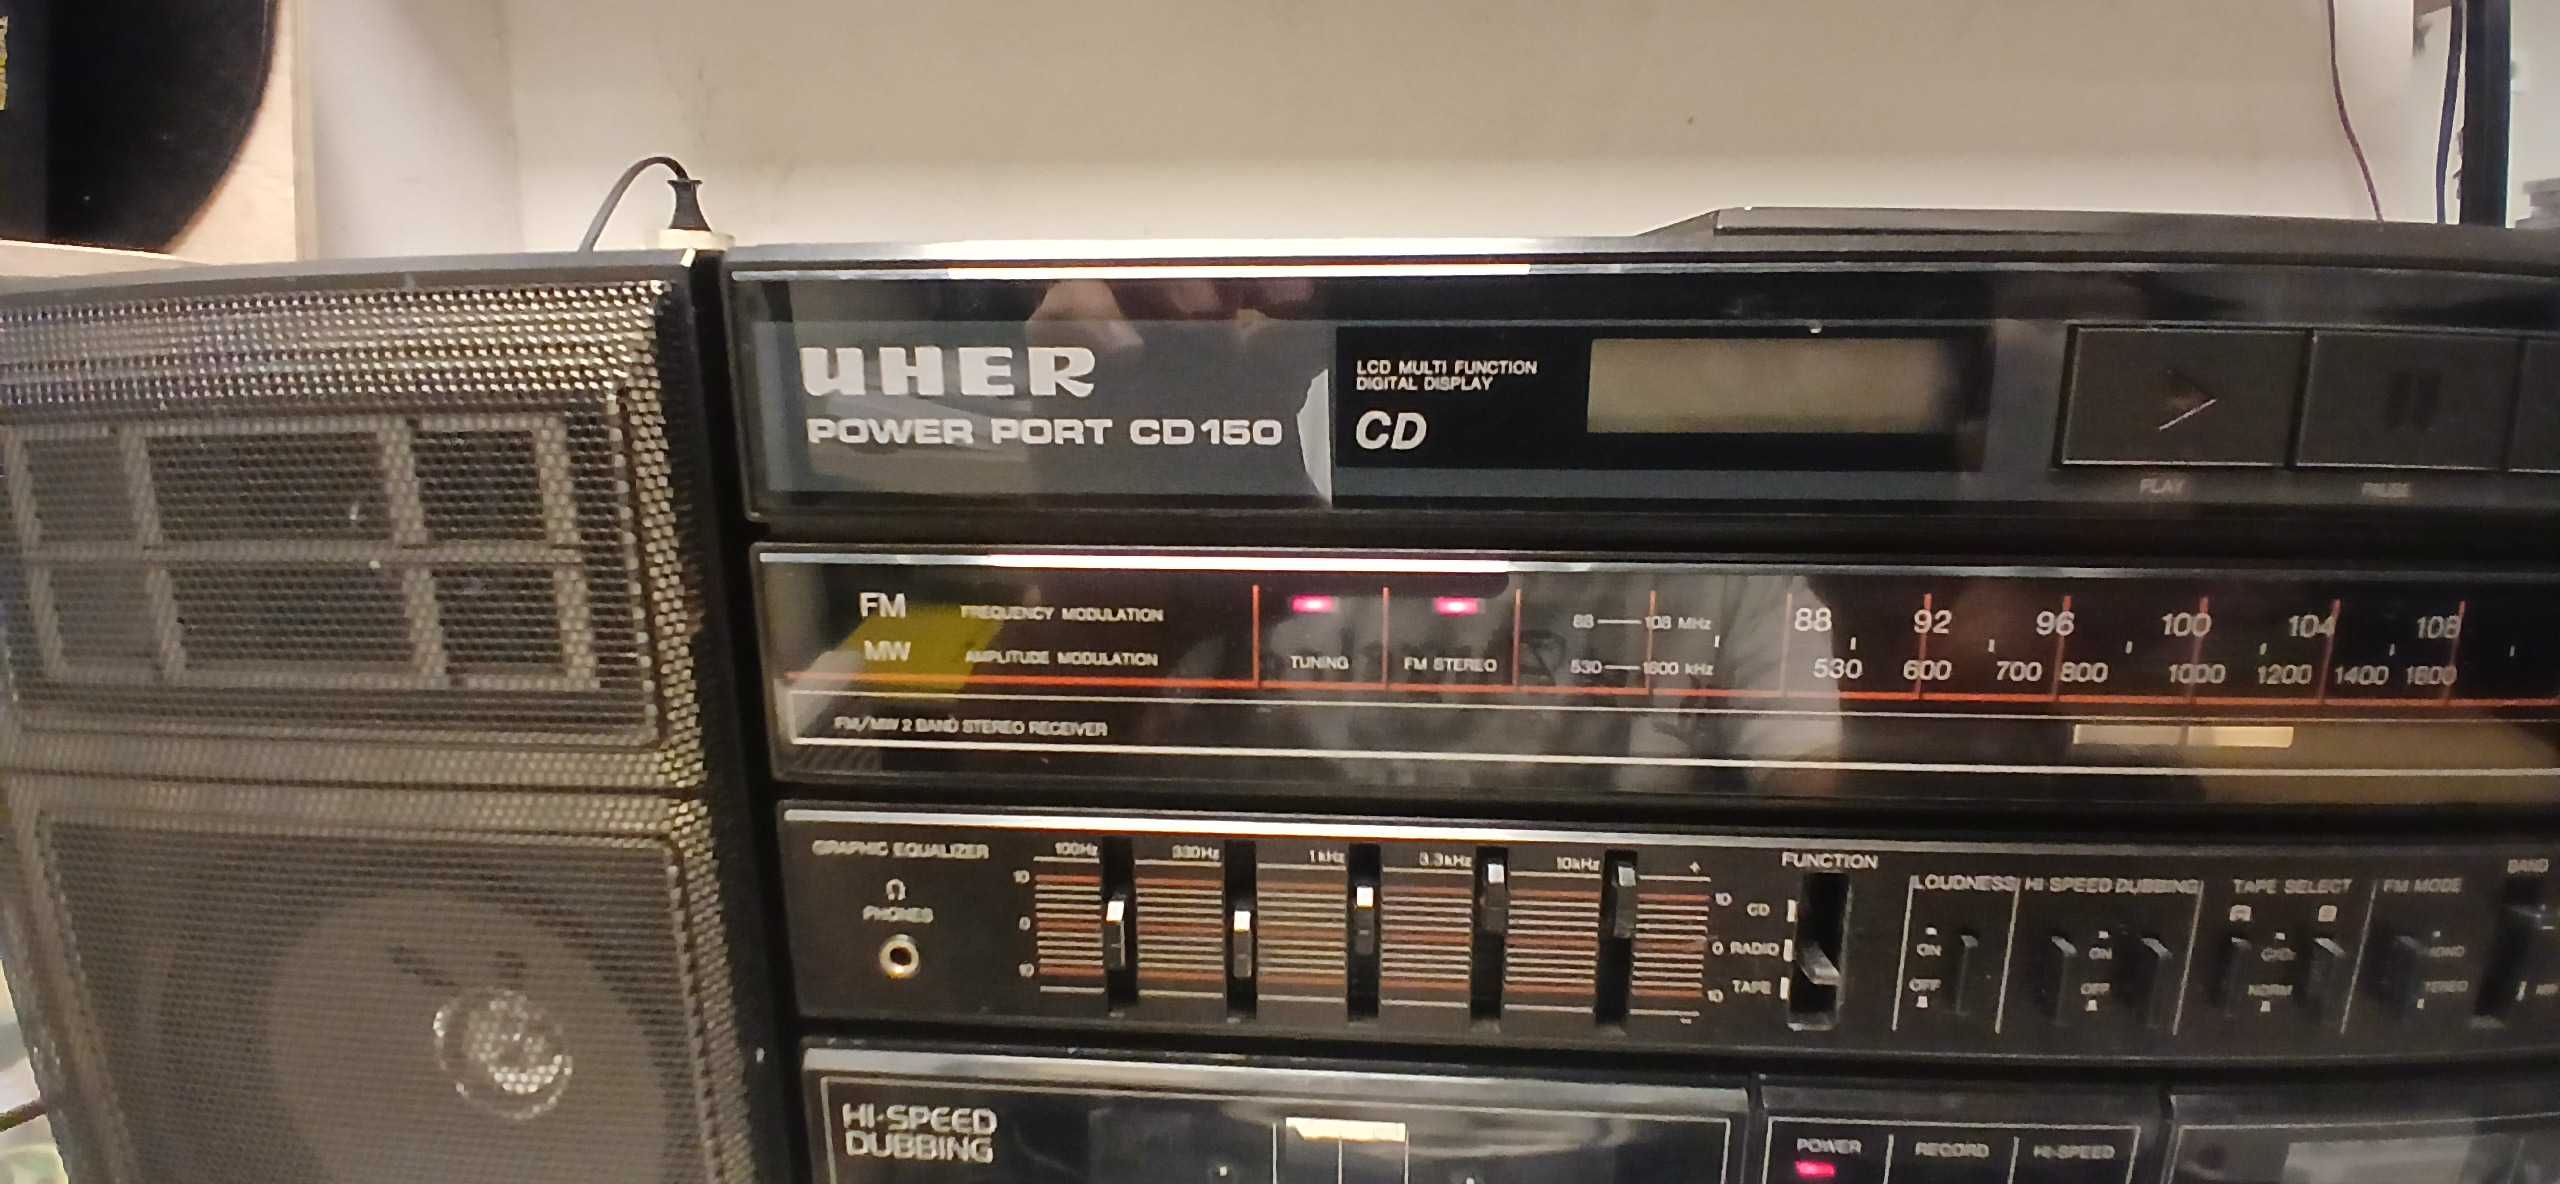 UHER
POWER PORT CD150
LCD MULTI FUNCTION
DIGITAL DISPLAY
CD
PLAY
PAUSE
FM FREQUENCY MODULATION
MW AMPLITUDE MODULATION
TUNING
FM STEREO
88 108 MHz
530 1600 kHz
88 92 96 100 104 108
530 600 700 800 1000 1200 1400 1600
FM/MW 2 BAND STEREO RECEIVER
GRAPHIC EQUALIZER
PHONES
100Hz 330Hz 1kHz 3.3kHz 10kHz
+
10
0
10
10
0
10
-
FUNCTION
CD
RADIO
TAPE
LOUDNESS
ON
OFF
HI-SPEED DUBBING
ON
OFF
TAPE SELECT
A B
CrO2
NORM
FM MODE
MONO
STEREO
BAND
MW
HI-SPEED
DUBBING
POWER
RECORD
HI-SPEED